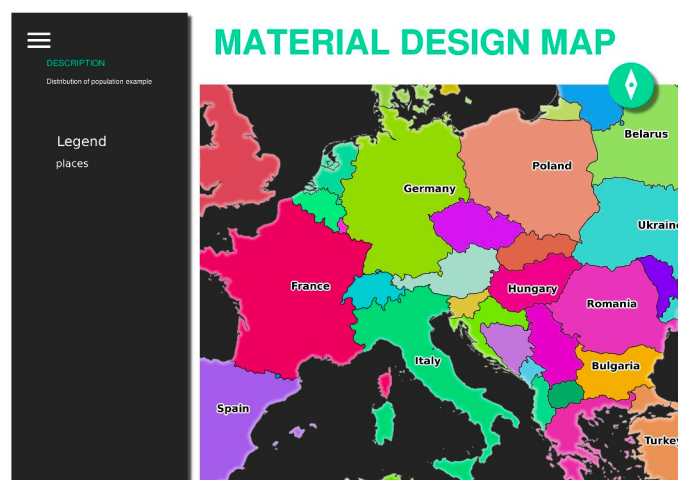 MATERIAL DESIGN MAP
DESCRIPTION
Distribution of population example
Legend
places
Belarus
Poland
Germany
Ukraine
France
Hungary
Romania
Italy
Bulgaria
Spain
Turkey